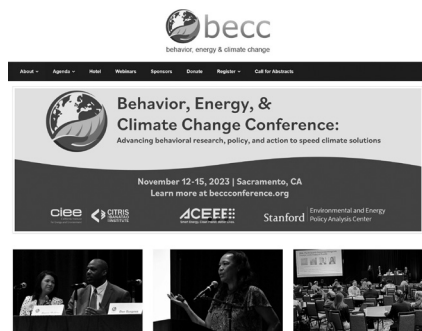 becc
behavior, energy & climate change
About Agenda Hotel Webinars Sponsors Donate Register Call for Abstracts
Behavior, Energy, &
Climate Change Conference:
Advancing behavioral research, policy, and action to speed climate solutions
November 12-15, 2023 | Sacramento, CA
Learn more at beccconference.org
ciee CITRIS ACEEE Stanford Environmental and Energy
Policy Analysis Center